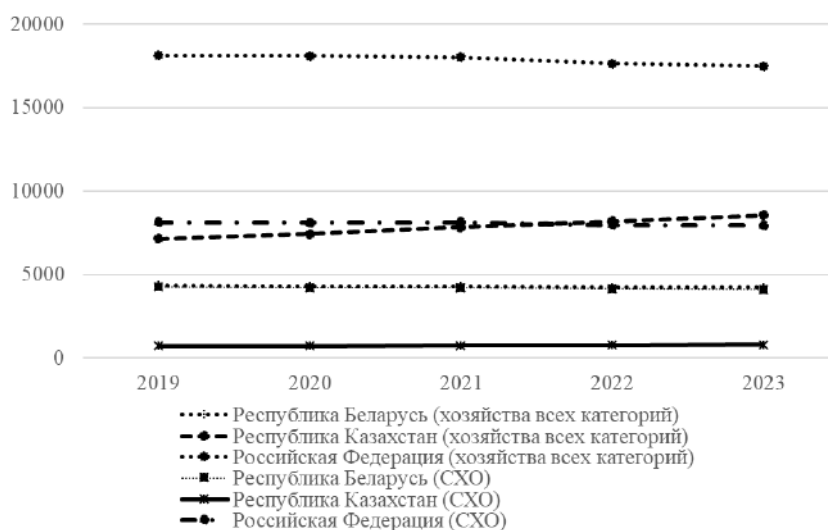 20000
15000
10000
5000
0
2019 2020 2021 2022 2023
Республика Беларусь (хозяйства всех категорий)
Республика Казахстан (хозяйства всех категорий)
Российская Федерация (хозяйства всех категорий)
Республика Беларусь (СХО)
Республика Казахстан (СХО)
Российская Федерация (СХО)